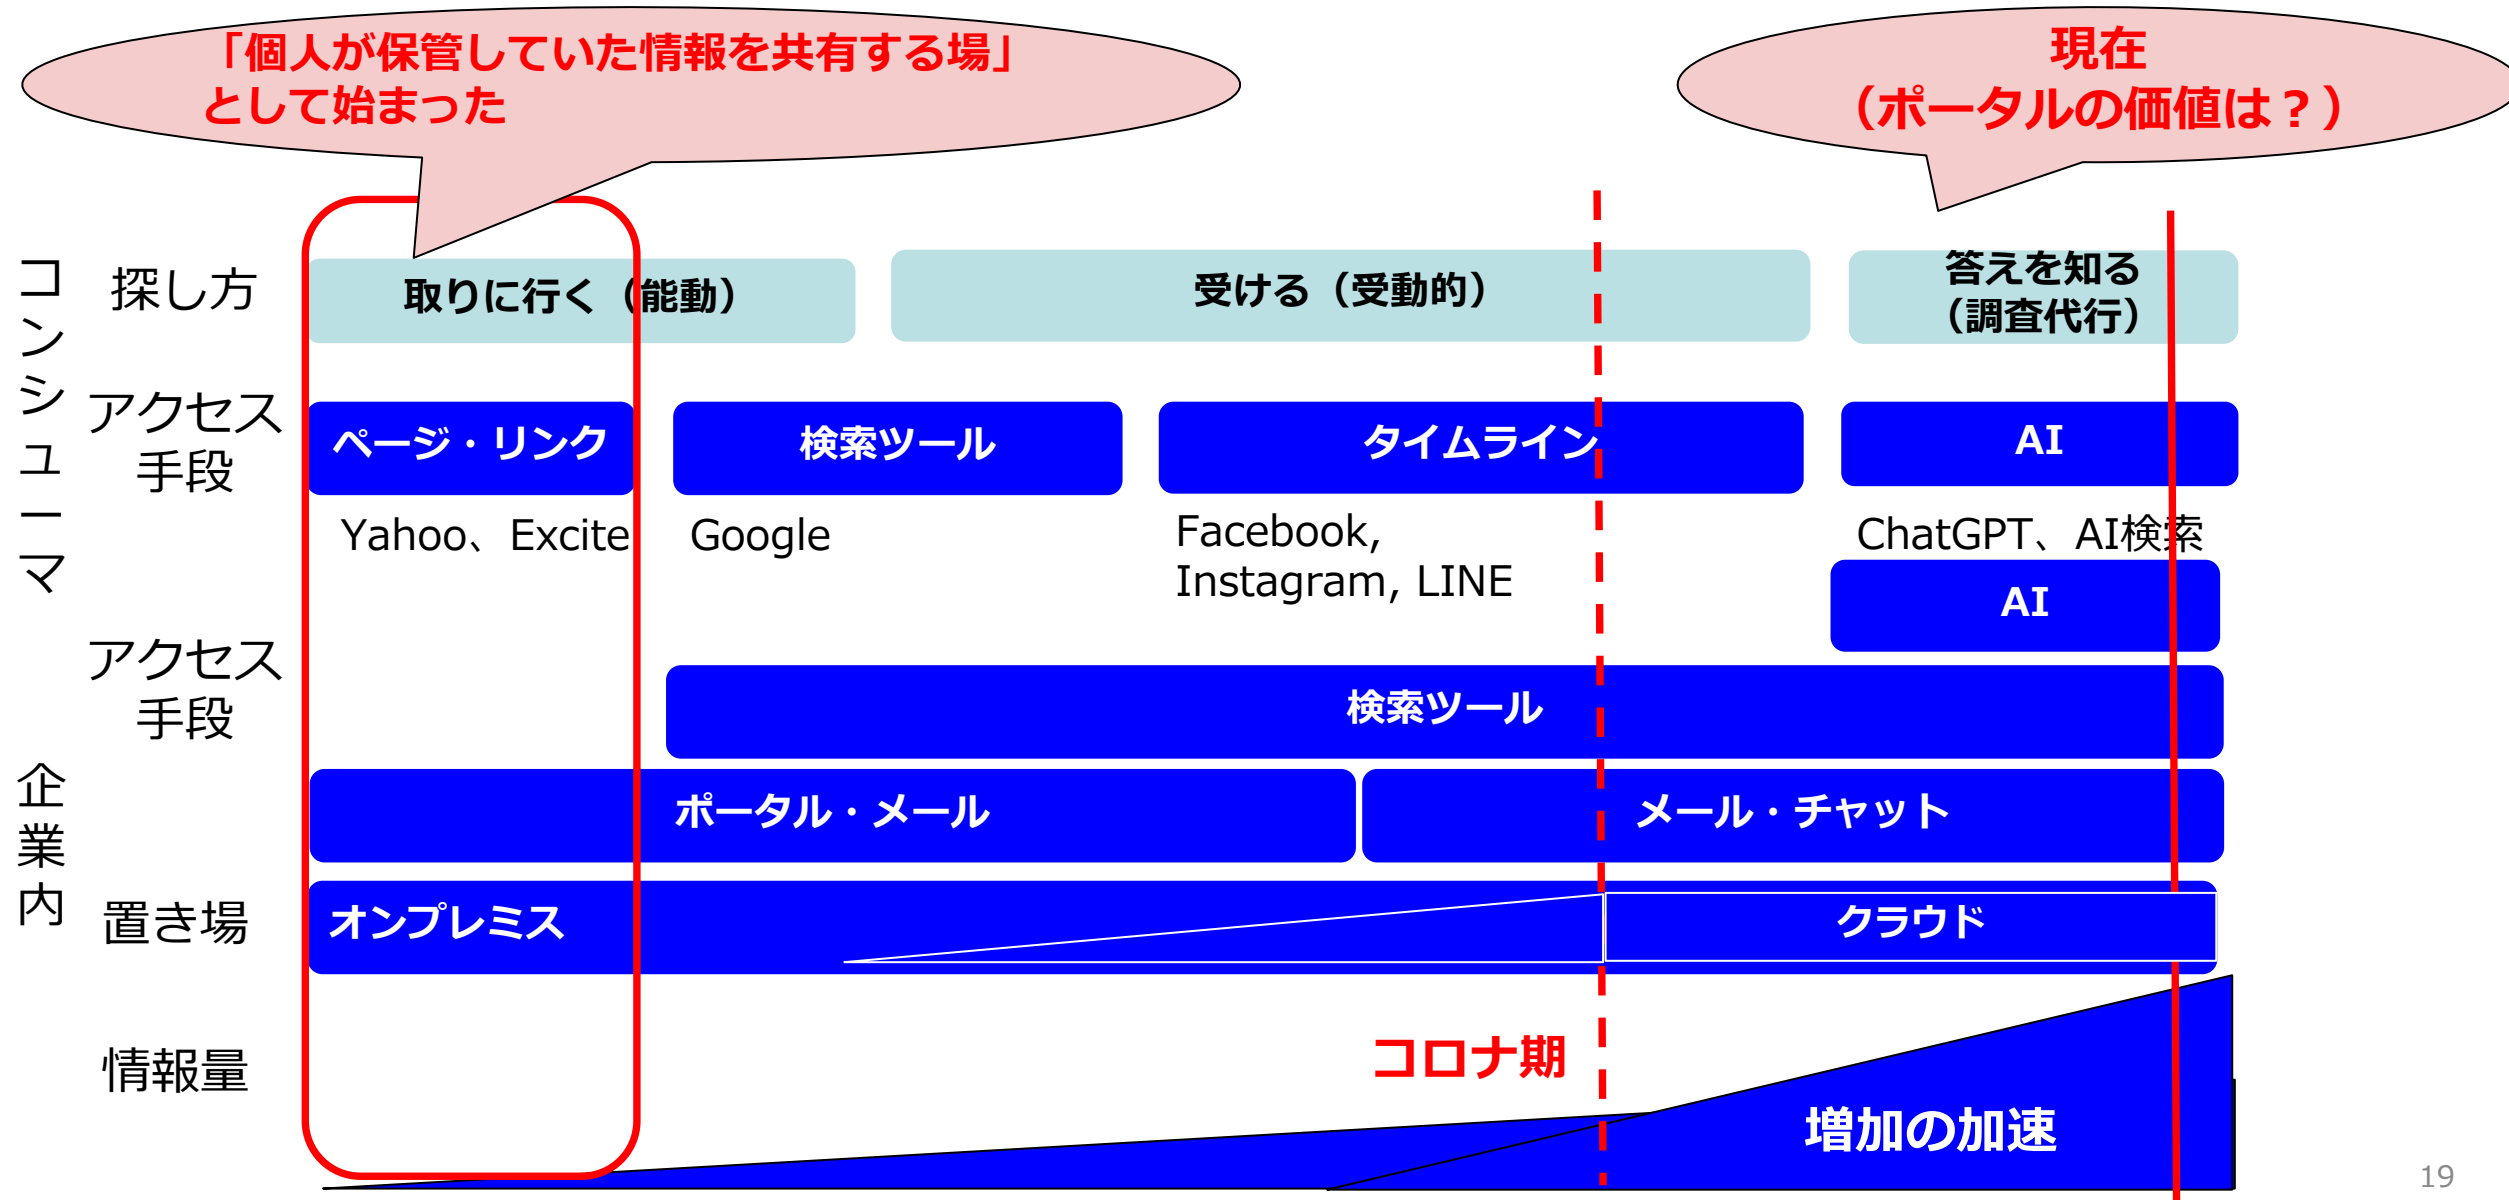 「個人が保管していた情報を共有する場」
として始まった
現在
（ポータルの価値は？）
コンシューマ
探し方
取りに行く（能動）
受ける（受動的）
答えを知る
（調査代行）
アクセス
手段
ページ・リンク
検索ツール
タイムライン
AI
Yahoo、Excite
Google
Facebook,
Instagram, LINE
ChatGPT、AI検索
AI
企業内
アクセス
手段
検索ツール
ポータル・メール
メール・チャット
置き場
オンプレミス
クラウド
情報量
コロナ期
増加の加速
19